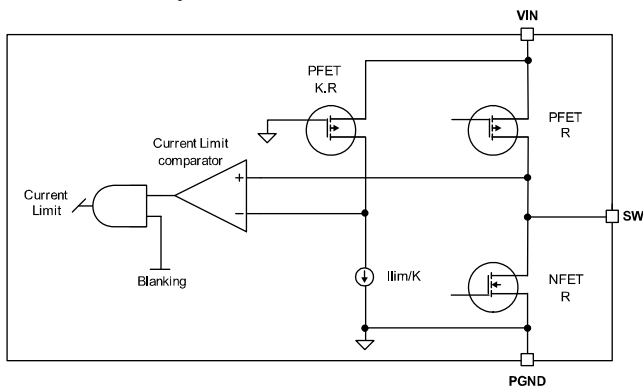 VIN
PFET
K.R
PFET
R
Current Limit
comparator
+
−
Current
Limit
SW
Blanking
Ilim/K
NFET
R
PGND